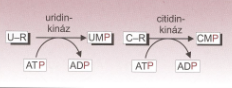 uridin-
kináz
U–R UMP
ATP ADP
citidin-
kináz
C–R CMP
ATP ADP